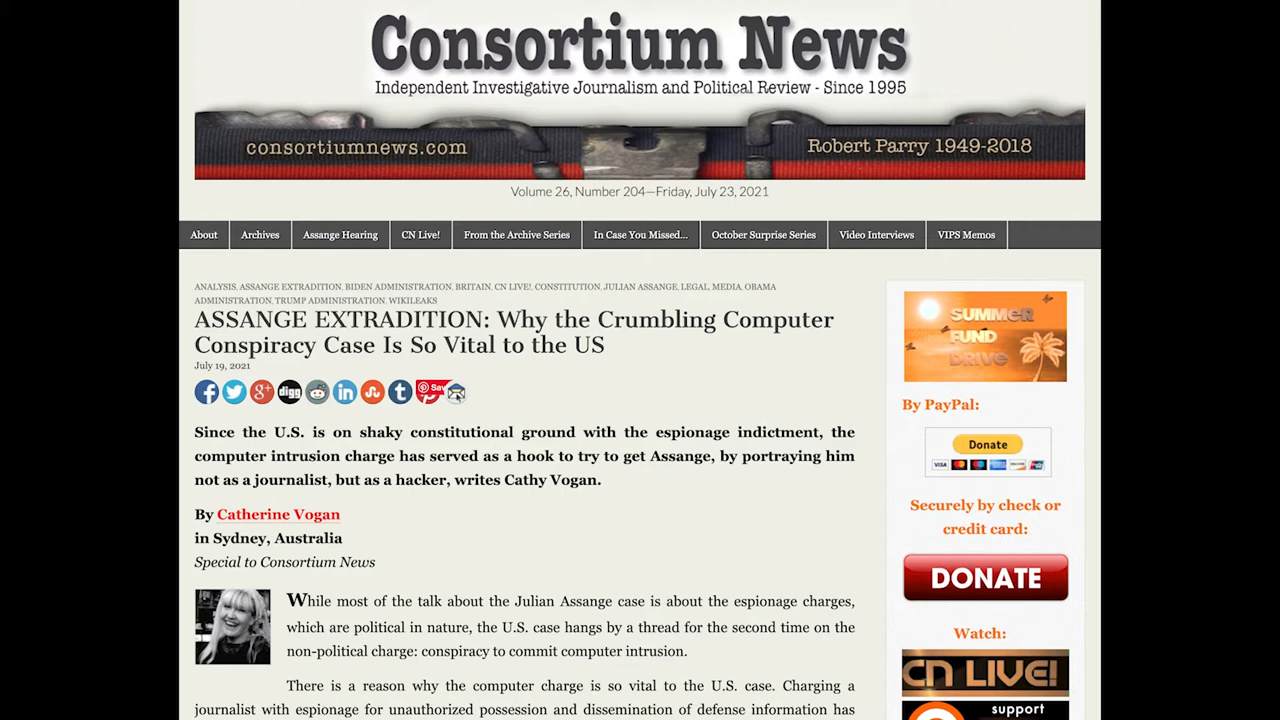 Consortium News
Independent Investigative Journalism and Political Review - Since 1995
consortiumnews.com
Robert Parry 1949-2018
Volume 26, Number 204—Friday, July 23, 2021
About
Archives
Assange Hearing
CN Live!
From the Archive Series
In Case You Missed...
October Surprise Series
Video Interviews
VIPS Memos
ANALYSIS, ASSANGE EXTRADITION, BIDEN ADMINISTRATION, BRITAIN, CN LIVE!, CONSTITUTION, JULIAN ASSANGE, LEGAL, MEDIA, OBAMA
ADMINISTRATION, TRUMP ADMINISTRATION, WIKILEAKS
ASSANGE EXTRADITION: Why the Crumbling Computer
Conspiracy Case Is So Vital to the US
July 19, 2021
digg
Save
Since the U.S. is on shaky constitutional ground with the espionage indictment, the
computer intrusion charge has served as a hook to try to get Assange, by portraying him
not as a journalist, but as a hacker, writes Cathy Vogan.
By Catherine Vogan
in Sydney, Australia
Special to Consortium News
While most of the talk about the Julian Assange case is about the espionage charges,
which are political in nature, the U.S. case hangs by a thread for the second time on the
non-political charge: conspiracy to commit computer intrusion.
There is a reason why the computer charge is so vital to the U.S. case. Charging a
journalist with espionage for unauthorized possession and dissemination of defense information has
SUMMER
FUND
DRIVE
By PayPal:
Donate
VISA
Securely by check or
credit card:
DONATE
Watch:
CN LIVE!
support